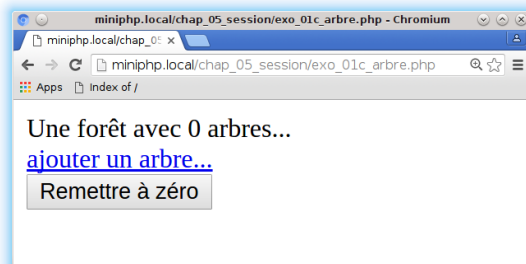 miniphp.local/chap_05_session/exo_01c_arbre.php - Chromium
miniphp.local/chap_05
miniphp.local/chap_05_session/exo_01c_arbre.php
Apps Index of /
Une forêt avec 0 arbres...
ajouter un arbre...
Remettre à zéro